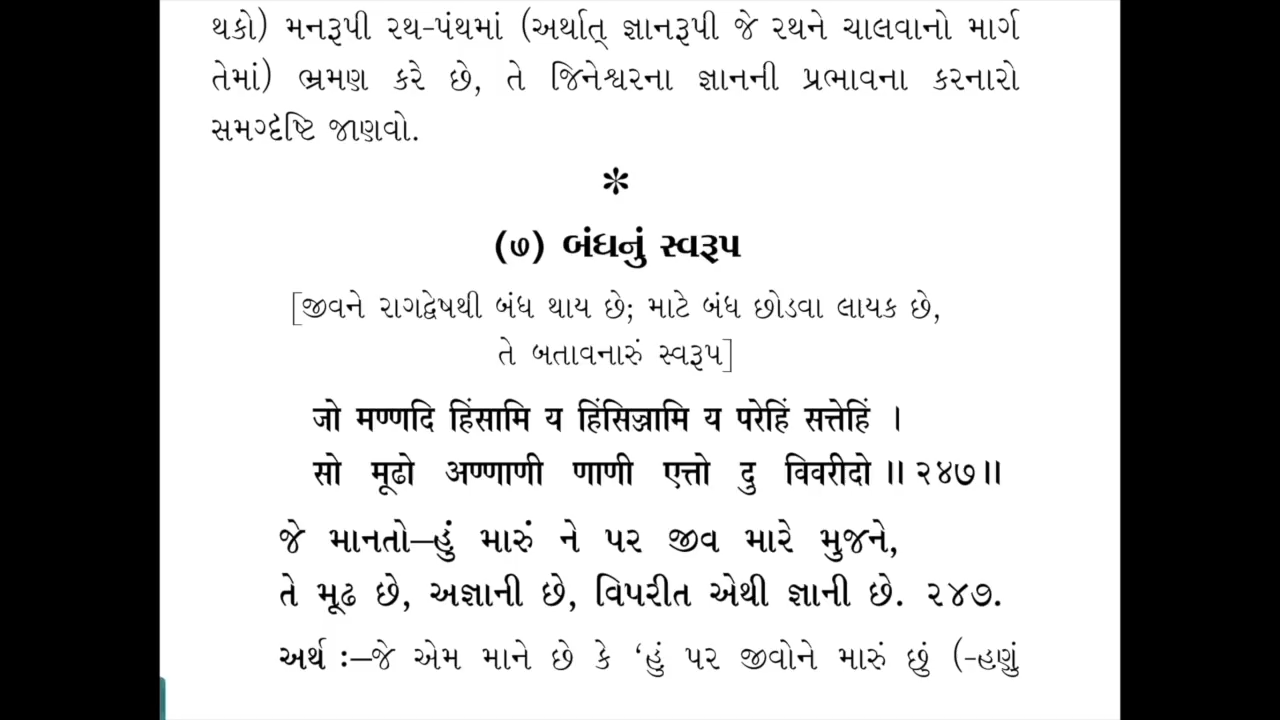 થકો) મનરૂપી રથ-પંથમાં (અર્થાત્ જ્ઞાનરૂપી જે રથને ચાલવાનો માર્ગ
તેમાં) ભ્રમણ કરે છે, તે જિનેશ્વરના જ્ઞાનની પ્રભાવના કરનારો
સમગ્દૃષ્ટિ જાણવો.
*
(૭) બંધનું સ્વરૂપ
[જીવને રાગદ્વેષથી બંધ થાય છે; માટે બંધ છોડવા લાયક છે,
તે બતાવનારું સ્વરૂપ]
जो मण्णदि हिंसामि य हिंसिज्जामि य परेहिं सत्तेहिं ।
सो मूढो अण्णाणी णाणी एत्तो दु विवरीदो ॥ २४७॥
જે માનતો—હું મારું ને પર જીવ મારે મુજને,
તે મૂઢ છે, અજ્ઞાની છે, વિપરીત એથી જ્ઞાની છે. ૨૪૭.
અર્થ :—જે એમ માને છે કે ‘હું પર જીવોને મારું છું (-હણું